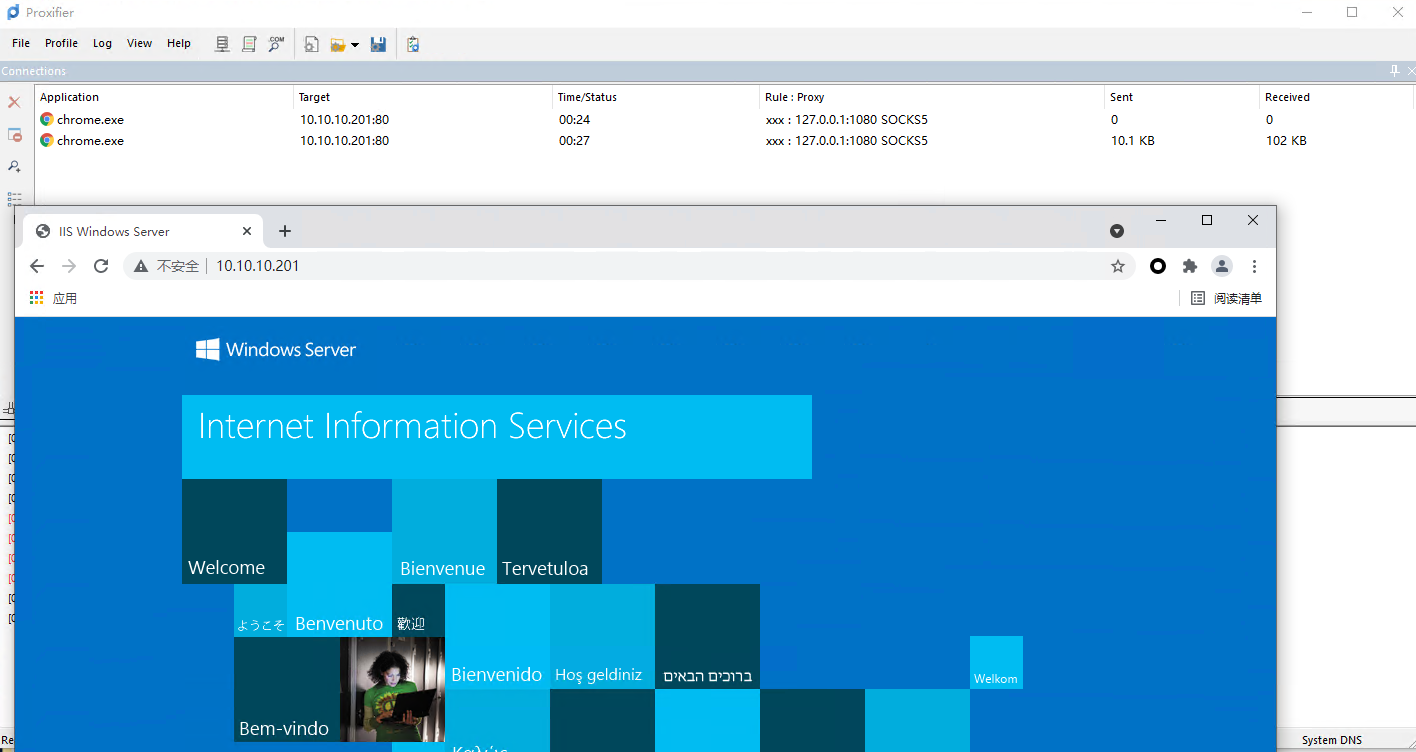 Proxifier
File Profile Log View Help .COM
Connections
Application Target Time/Status Rule : Proxy Sent Received
chrome.exe 10.10.10.201:80 00:24 xxx : 127.0.0.1:1080 SOCKS5 0 0
chrome.exe 10.10.10.201:80 00:27 xxx : 127.0.0.1:1080 SOCKS5 10.1 KB 102 KB
IIS Windows Server
不安全 10.10.10.201
应用 阅读清单
Windows Server
Internet Information Services
Welcome
Bienvenue
Tervetuloa
ようこそ
Benvenuto
歡迎
Bienvenido
Hoş geldiniz
ברוכים הבאים
Welkom
Bem-vindo
System DNS